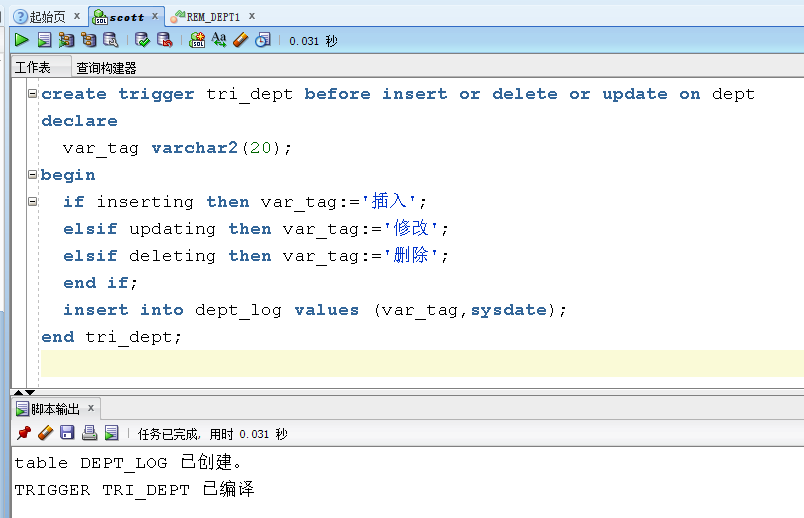 起始页 x scott x REM_DEPT1 x
0.031 秒
工作表 查询构建器
create trigger tri_dept before insert or delete or update on dept
declare
var_tag varchar2(20);
begin
if inserting then var_tag:='插入';
elsif updating then var_tag:='修改';
elsif deleting then var_tag:='删除';
end if;
insert into dept_log values (var_tag,sysdate);
end tri_dept;
脚本输出 x
任务已完成, 用时 0.031 秒
table DEPT_LOG 已创建。
TRIGGER TRI_DEPT 已编译